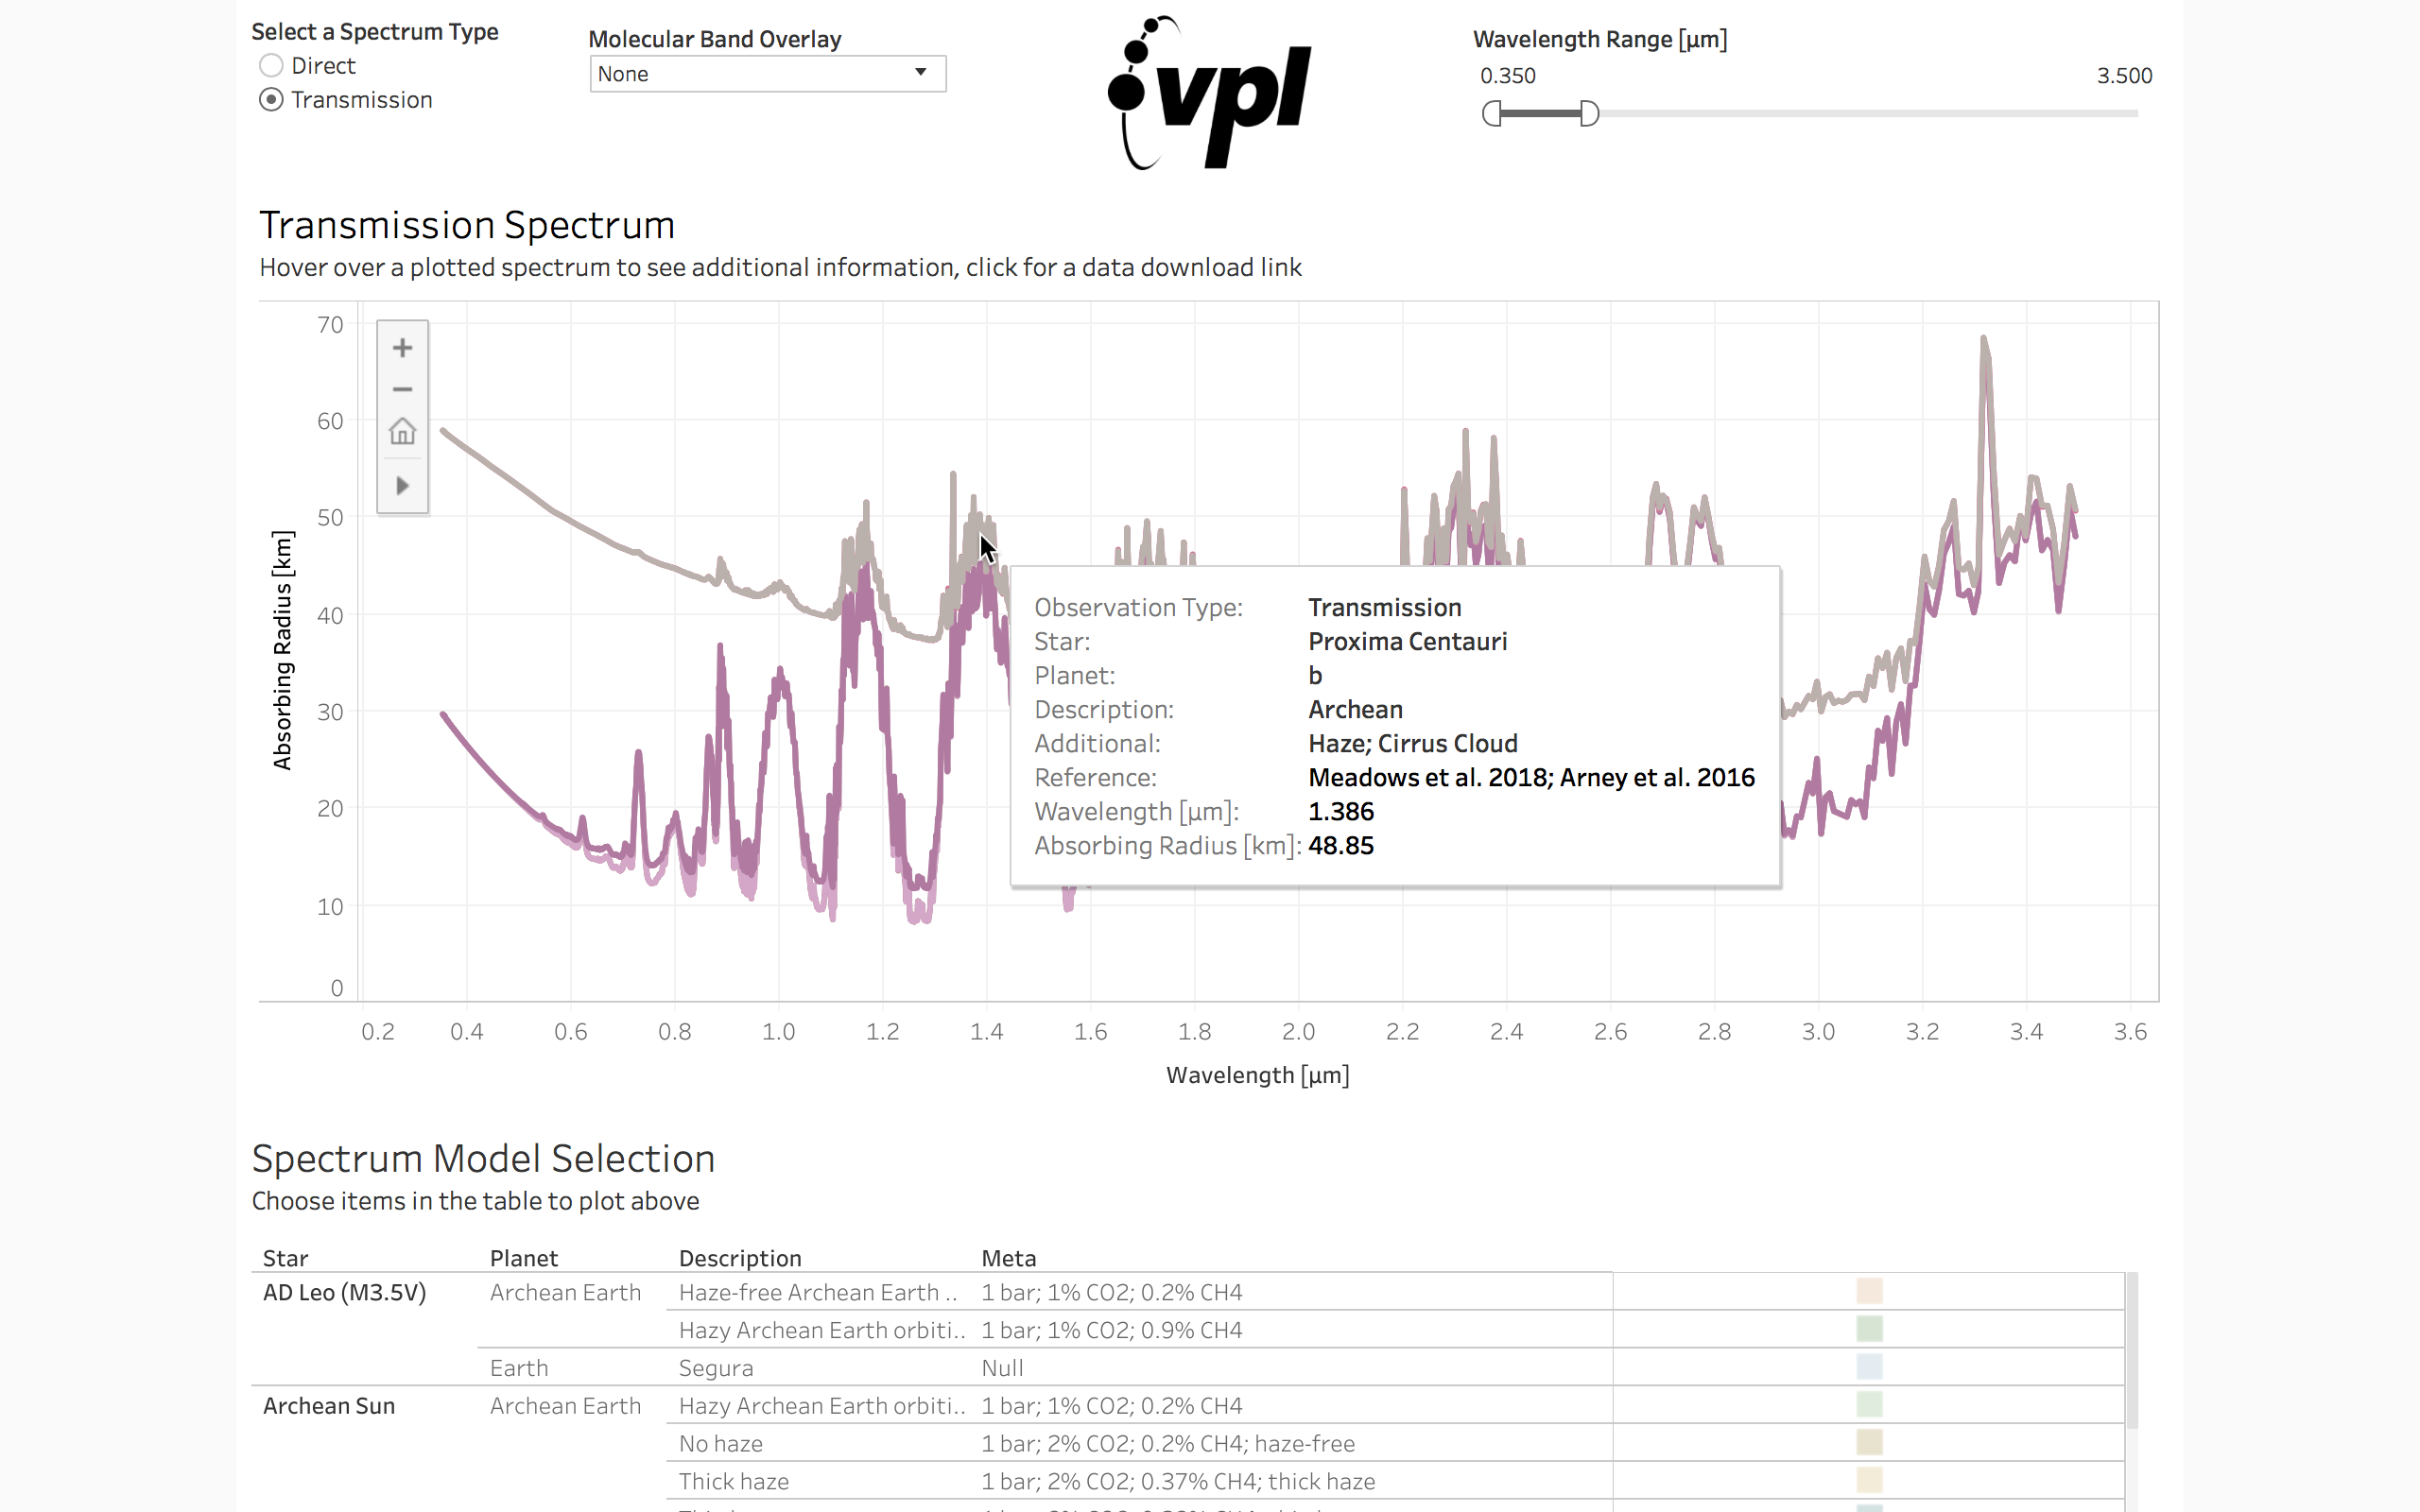 Select a Spectrum Type
Direct
Transmission
Molecular Band Overlay
None
vpl
Wavelength Range [µm]
0.350 3.500
Transmission Spectrum
Hover over a plotted spectrum to see additional information, click for a data download link
70
60
50
40
30
20
10
0
Absorbing Radius [km]
Observation Type: Transmission
Star: Proxima Centauri
Planet: b
Description: Archean
Additional: Haze; Cirrus Cloud
Reference: Meadows et al. 2018; Arney et al. 2016
Wavelength [µm]: 1.386
Absorbing Radius [km]: 48.85
0.2 0.4 0.6 0.8 1.0 1.2 1.4 1.6 1.8 2.0 2.2 2.4 2.6 2.8 3.0 3.2 3.4 3.6
Wavelength [µm]
Spectrum Model Selection
Choose items in the table to plot above
Star Planet Description Meta
AD Leo (M3.5V) Archean Earth Haze-free Archean Earth .. 1 bar; 1% CO2; 0.2% CH4
Hazy Archean Earth orbiti.. 1 bar; 1% CO2; 0.9% CH4
Earth Segura Null
Archean Sun Archean Earth Hazy Archean Earth orbiti.. 1 bar; 1% CO2; 0.2% CH4
No haze 1 bar; 2% CO2; 0.2% CH4; haze-free
Thick haze 1 bar; 2% CO2; 0.37% CH4; thick haze